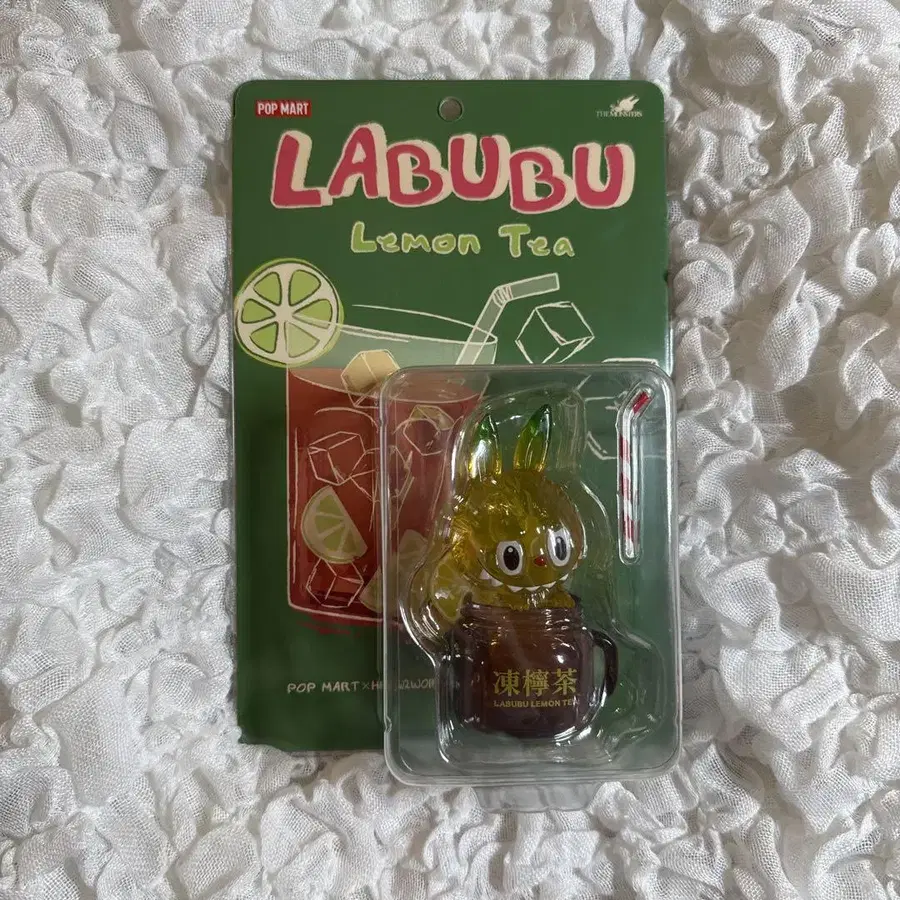 POP MART
THE MONSTERS
LABUBU
Lemon Tea
POP MART ×
凍檸茶
LABUBU LEMON TEA